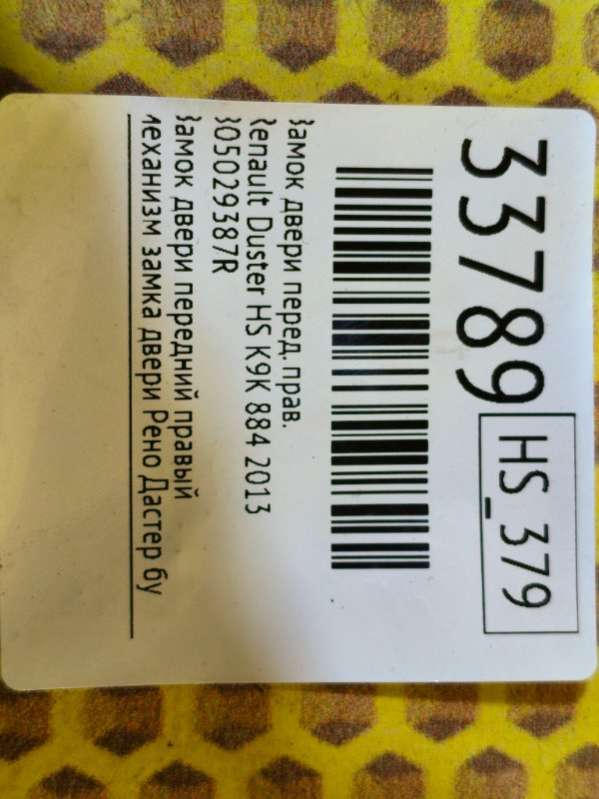 33789 HS_379
Замок двери перед. прав.
Renault Duster HS K9K 884 2013
805029387R
Замок двери передний правый
механизм замка двери Рено Дастер бу